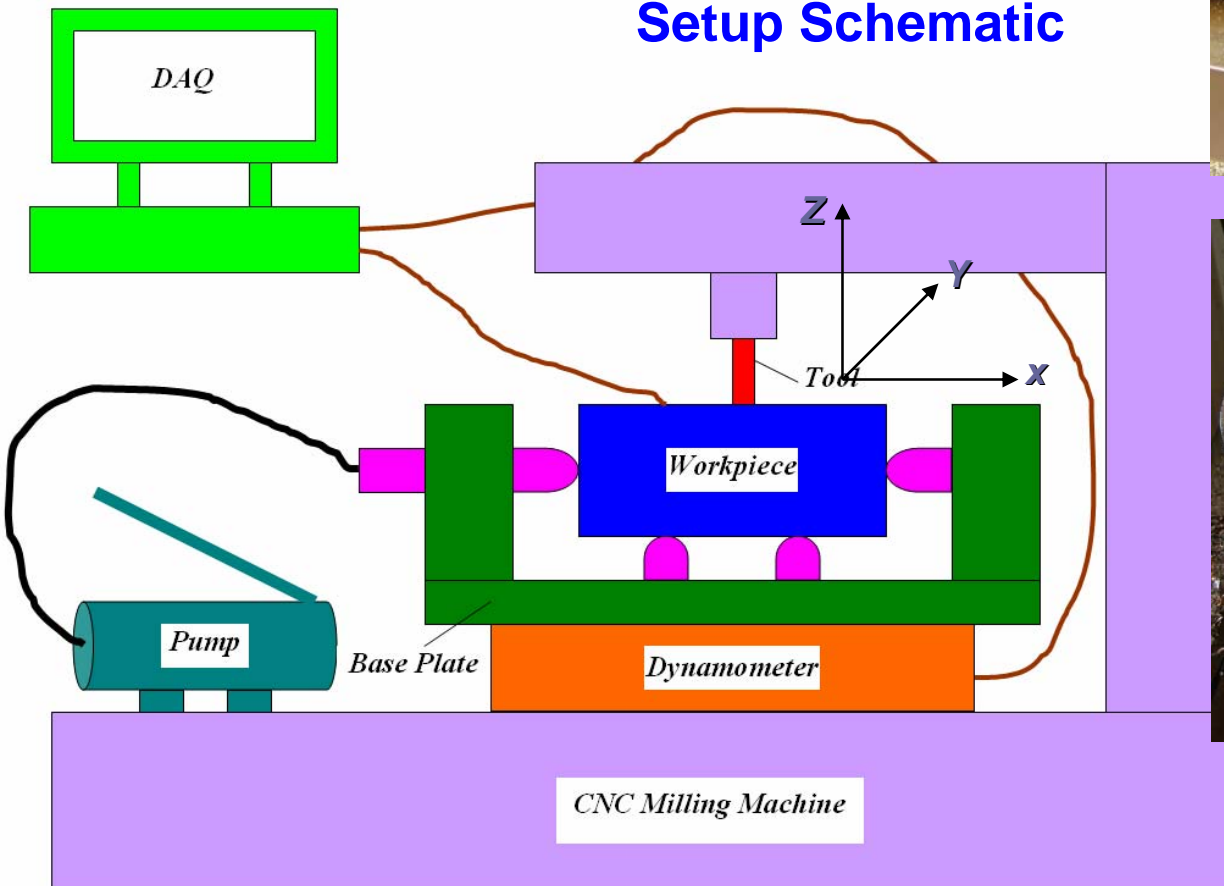 Setup Schematic
DAQ
Z
Y
Tool
X
Workpiece
Pump
Base Plate
Dynamometer
CNC Milling Machine